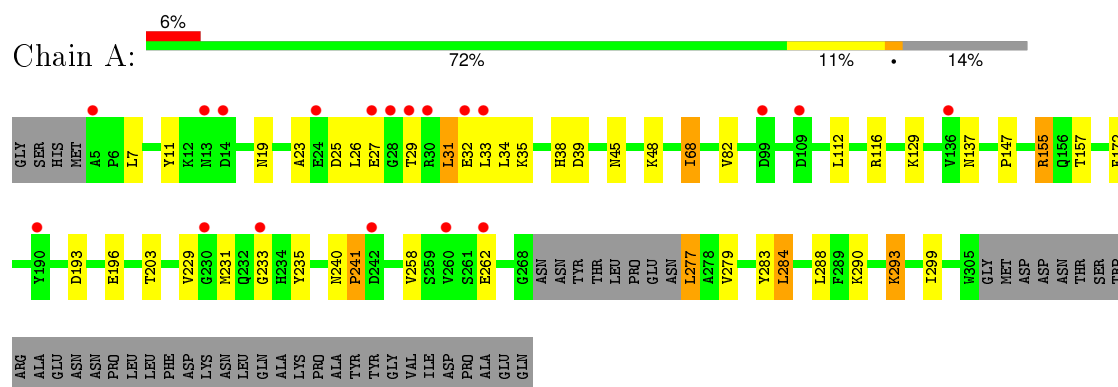 6%
Chain A:
72% 11% • 14%
GLY SER HIS MET A5 P6 L7 Y11 K12 N13 D14 N19 A23 E24 D25 L26 E27 G28 T29 R30 L31 E32 L33 L34 K35 H38 D39 N45 K48 I68 V82 D99 D109 L112 R116 K129 V136 N137 P147 R155 Q156 T157
Y190 D193 E196 T203 V229 G230 M231 Q232 G233 H234 Y235 N240 P241 D242 V258 S259 V260 S261 E262 G268 ASN ASN TYR THR LEU PRO GLU ASN L277 A278 V279 Y283 L284 L288 F289 K290 K293 I299 W305 GLY MET ASP ASP ASN THR SER
ARG ALA GLU ASN ASN PRO LEU LEU PHE ASP LYS ASN LEU GLN ALA LYS PRO ALA TYR TYR GLY VAL ILE ASP PRO ALA GLU GLN